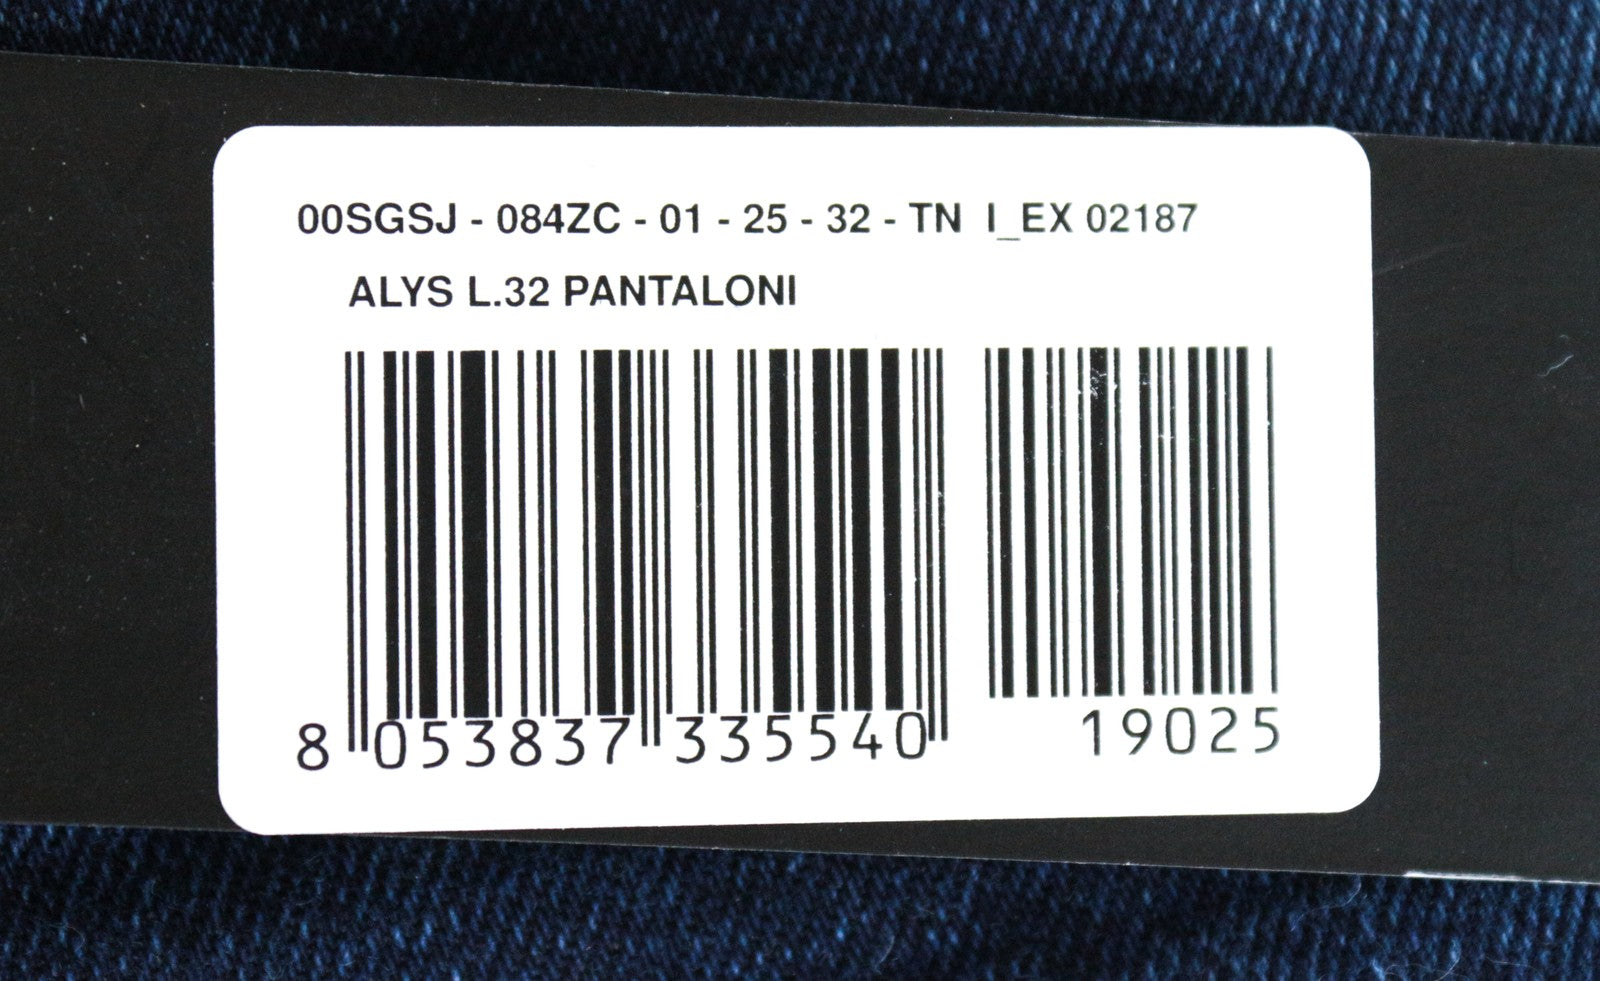 00SGSJ - 084ZC - 01 - 25 - 32 - TN I_EX 02187
ALYS L.32 PANTALONI
8 053837 335540 19025